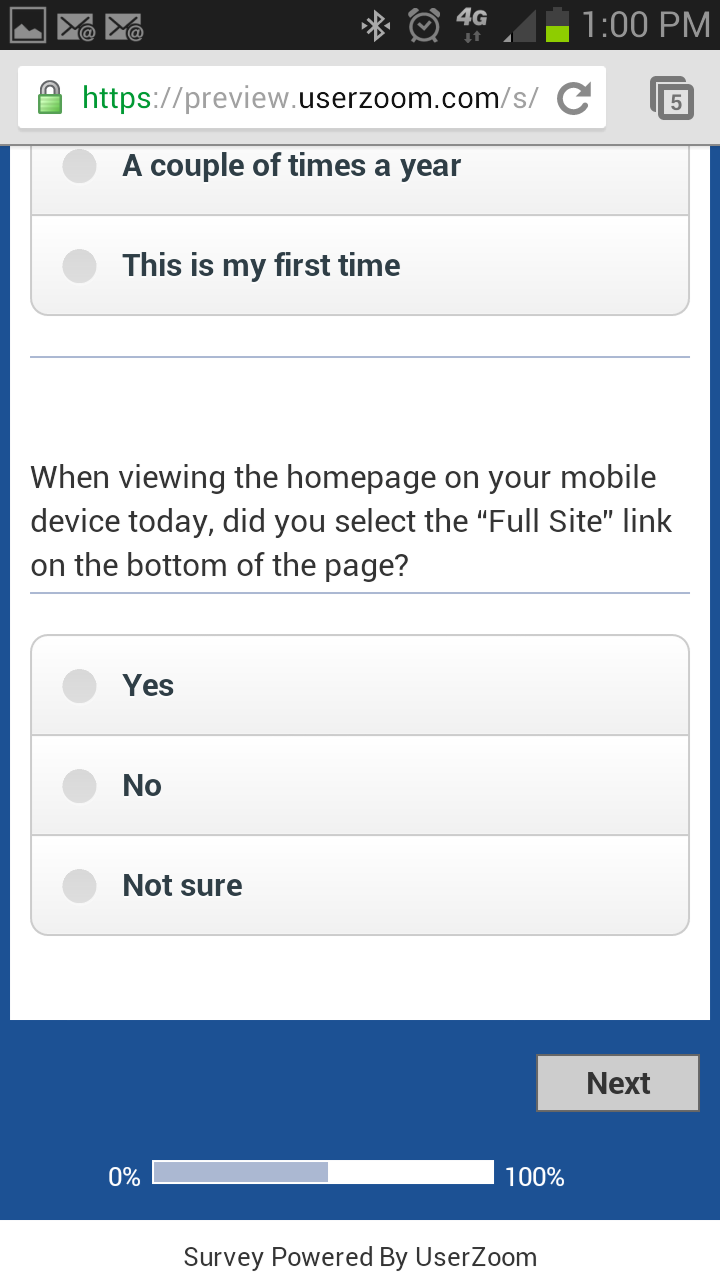 4G 1:00 PM
https://preview.userzoom.com/s/ 5
A couple of times a year
This is my first time
When viewing the homepage on your mobile
device today, did you select the “Full Site” link
on the bottom of the page?
Yes
No
Not sure
Next
0% 100%
Survey Powered By UserZoom